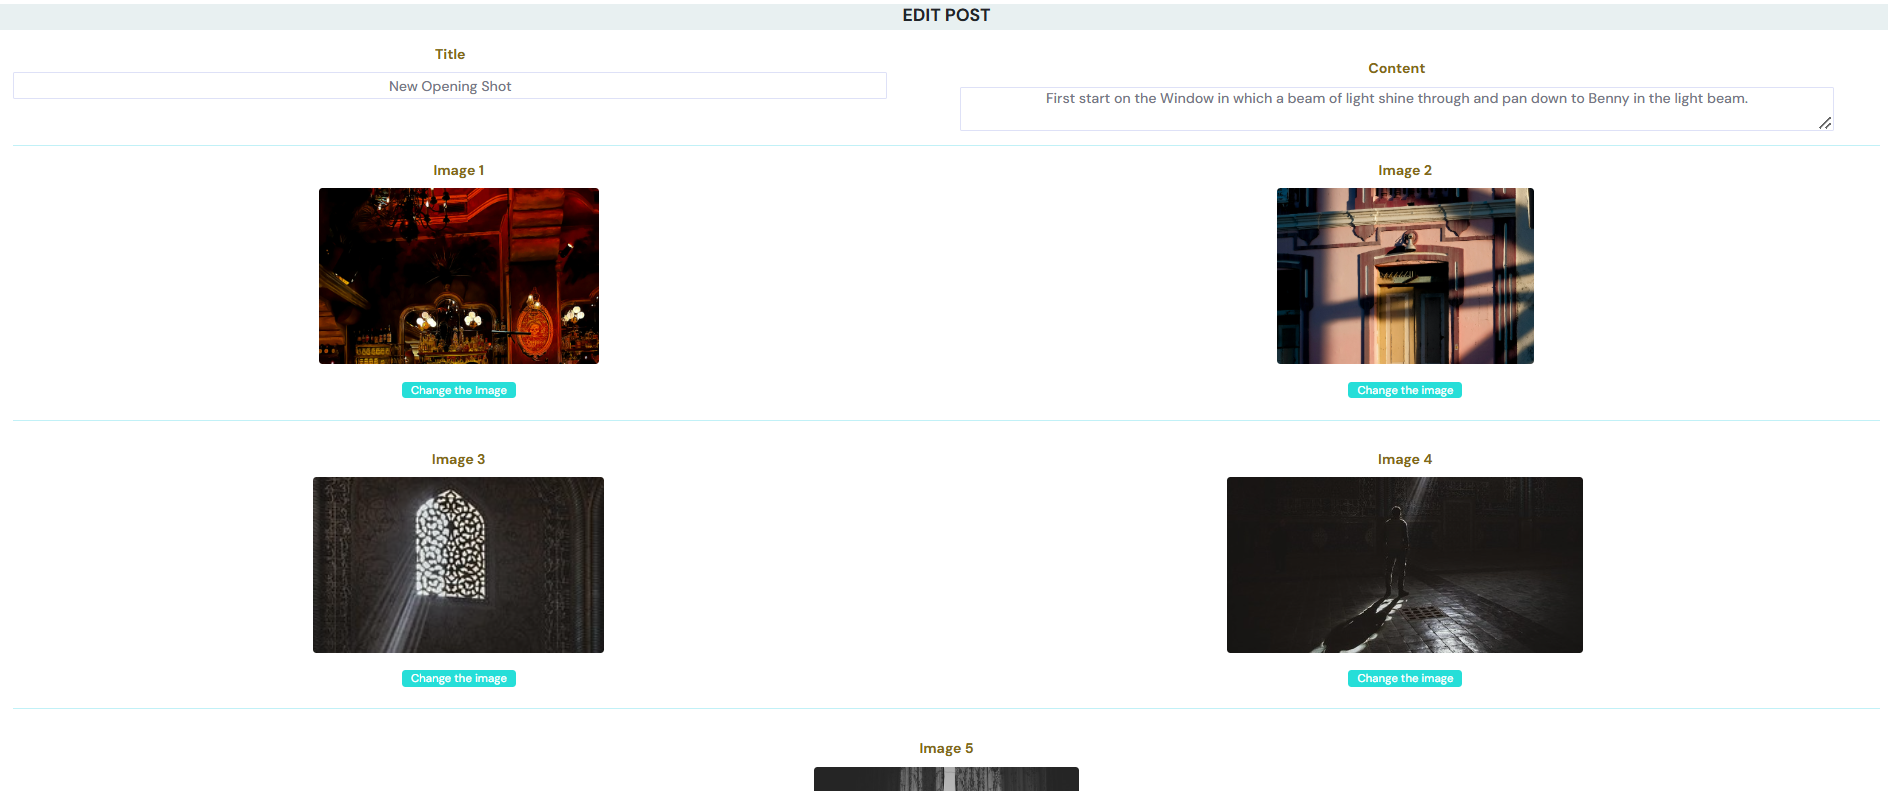 EDIT POST
Title
New Opening Shot
Content
First start on the Window in which a beam of light shine through and pan down to Benny in the light beam.
Image 1
Image 2
Change the image
Change the image
Image 3
Image 4
Change the image
Change the image
Image 5